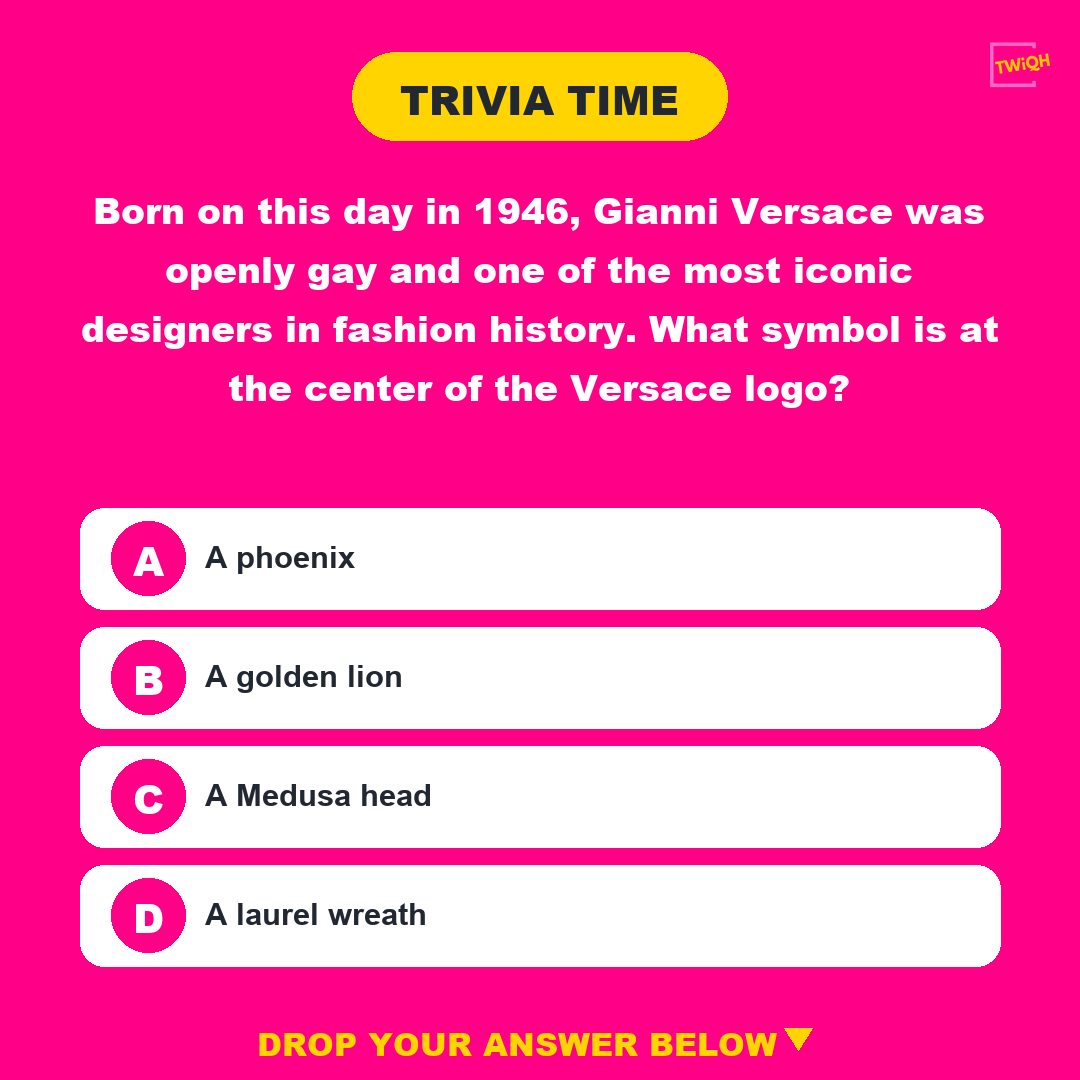 TWiQH
TRIVIA TIME
Born on this day in 1946, Gianni Versace was
openly gay and one of the most iconic
designers in fashion history. What symbol is at
the center of the Versace logo?
A A phoenix
B A golden lion
C A Medusa head
D A laurel wreath
DROP YOUR ANSWER BELOW